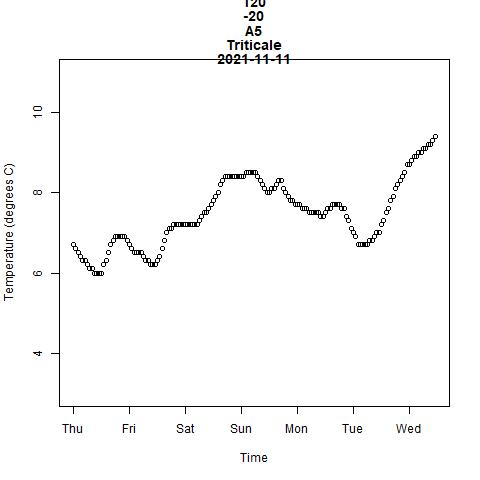 120
-20
A5
Triticale
2021-11-11
Temperature (degrees C)
10
8
6
4
Thu Fri Sat Sun Mon Tue Wed
Time